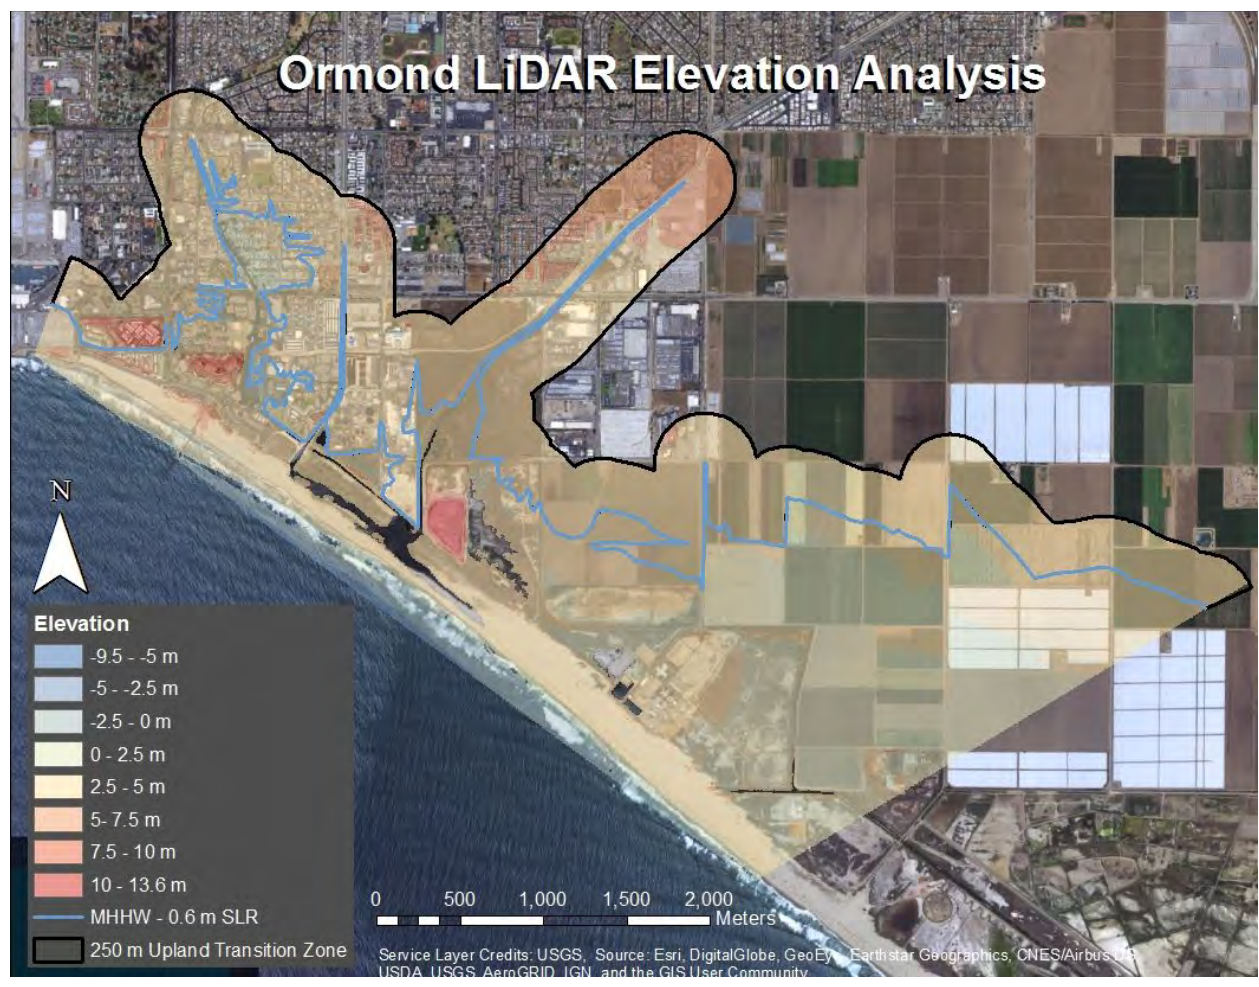 Ormond LiDAR Elevation Analysis
N
Elevation
-9.5 - -5 m
-5 - -2.5 m
-2.5 - 0 m
0 - 2.5 m
2.5 - 5 m
5- 7.5 m
7.5 - 10 m
10 - 13.6 m
MHHW - 0.6 m SLR
250 m Upland Transition Zone
0 500 1,000 1,500 2,000
Meters
Service Layer Credits: USGS, Source: Esri, DigitalGlobe, GeoEye, Earthstar Geographics, CNES/Airbus DS,
USDA, USGS, AeroGRID, IGN, and the GIS User Community